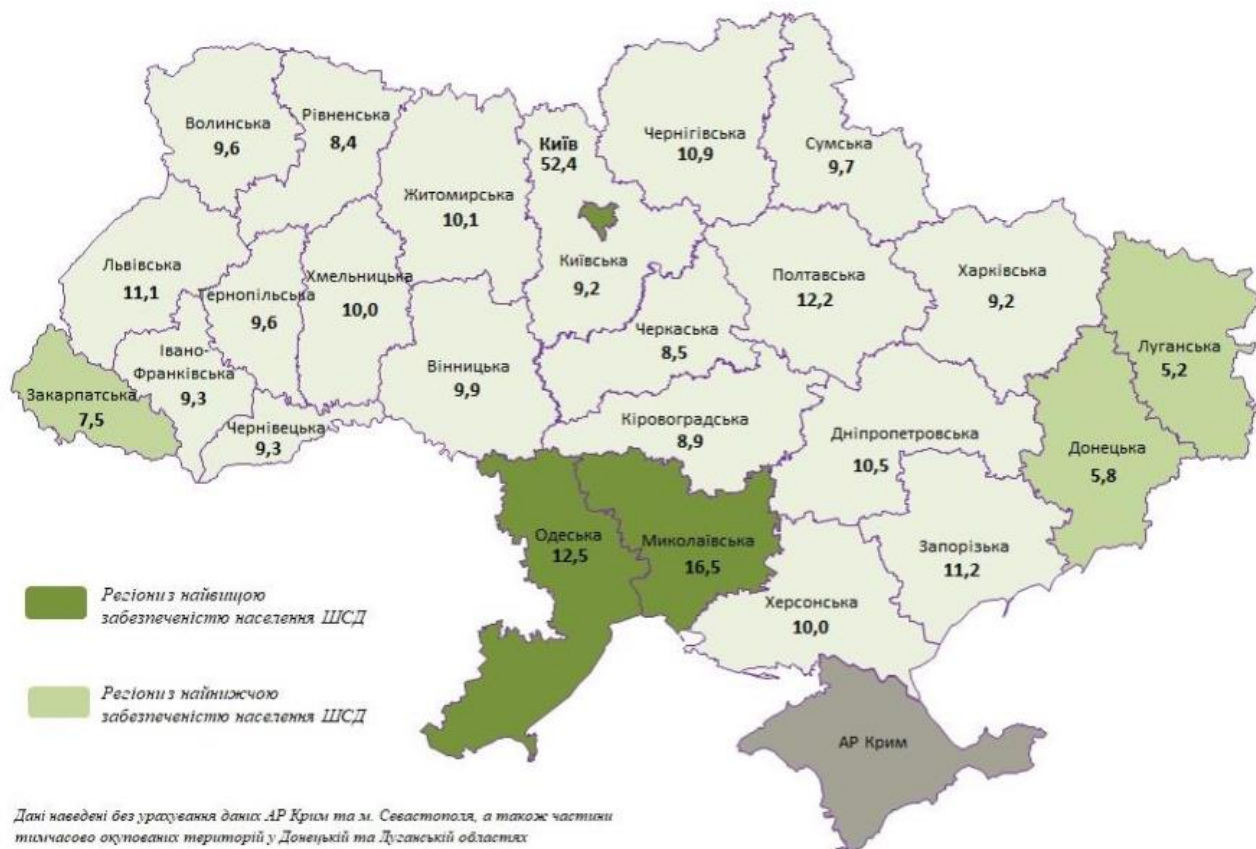 Волинська
9,6
Рівненська
8,4
Житомирська
10,1
Київ
52,4
Чернігівська
10,9
Сумська
9,7
Львівська
11,1
Тернопільська
9,6
Хмельницька
10,0
Київська
9,2
Полтавська
12,2
Харківська
9,2
Луганська
5,2
Закарпатська
7,5
Івано-
Франківська
9,3
Чернівецька
9,3
Вінницька
9,9
Черкаська
8,5
Кіровоградська
8,9
Дніпропетровська
10,5
Донецька
5,8
Одеська
12,5
Миколаївська
16,5
Запорізька
11,2
Херсонська
10,0
АР Крим
Регіони з найвищою
забезпеченістю населення ШСД
Регіони з найнижчою
забезпеченістю населення ШСД
Дані наведені без урахування даних АР Крим та м. Севастополя, а також частини
тимчасово окупованих територій у Донецькій та Луганській областях